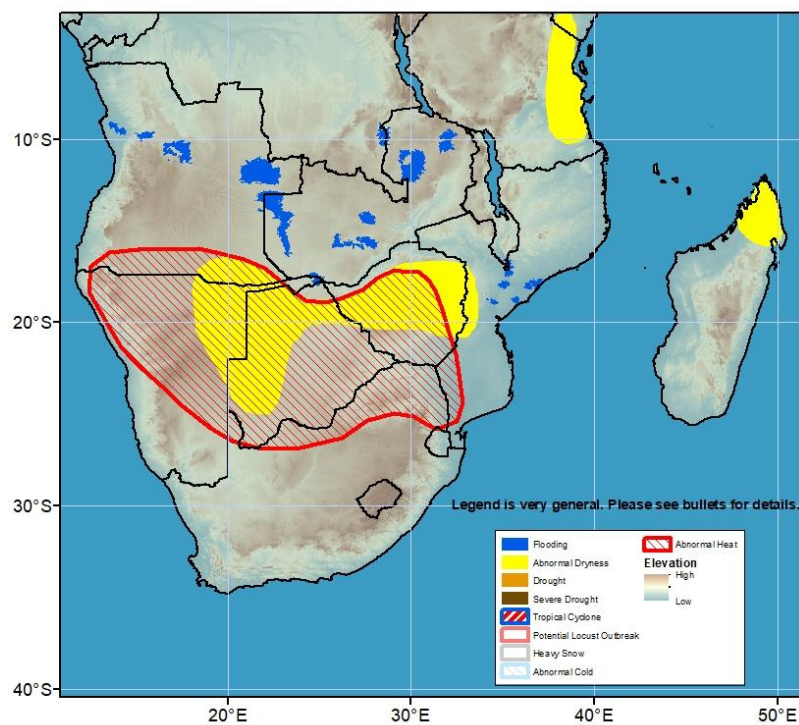 10°S
20°S
30°S
40°S
20°E
30°E
40°E
50°E
Legend is very general. Please see bullets for details.
Flooding
Abnormal Dryness
Drought
Severe Drought
Tropical Cyclone
Potential Locust Outbreak
Heavy Snow
Abnormal Cold
Abnormal Heat
Elevation
High
Low